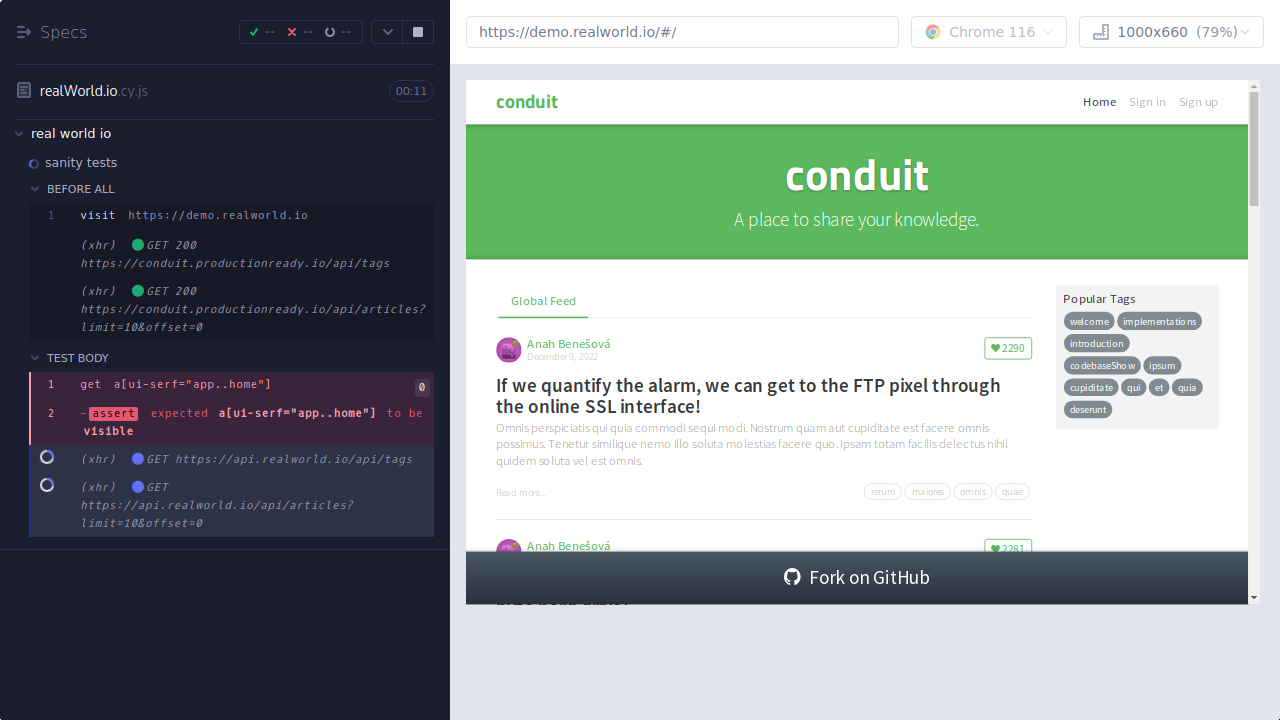 Specs
-- -- --
realWorld.io.cy.js
00:11
real world io
sanity tests
BEFORE ALL
1 visit https://demo.realworld.io
(xhr) GET 200
https://conduit.productionready.io/api/tags
(xhr) GET 200
https://conduit.productionready.io/api/articles?
limit=10&offset=0
TEST BODY
1 get a[ui-serf="app..home"] 0
2 -assert expected a[ui-serf="app..home"] to be
visible
(xhr) GET https://api.realworld.io/api/tags
(xhr) GET
https://api.realworld.io/api/articles?
limit=10&offset=0
https://demo.realworld.io/#/
Chrome 116
1000x660 (79%)
conduit
Home Sign in Sign up
conduit
A place to share your knowledge.
Global Feed
Anah Benešová
December 9, 2022
2290
If we quantify the alarm, we can get to the FTP pixel through
the online SSL interface!
Omnis perspiciatis qui quia commodi sequi modi. Nostrum quam aut cupiditate est facere omnis
possimus. Tenetur similique nemo illo soluta molestias facere quo. Ipsam totam facilis delectus nihil
quidem soluta vel est omnis.
Read more...
rerum maiores omnis quae
Anah Benešová
2281
Popular Tags
welcome implementations
introduction
codebaseShow ipsum
cupiditate qui et quia
deserunt
Fork on GitHub